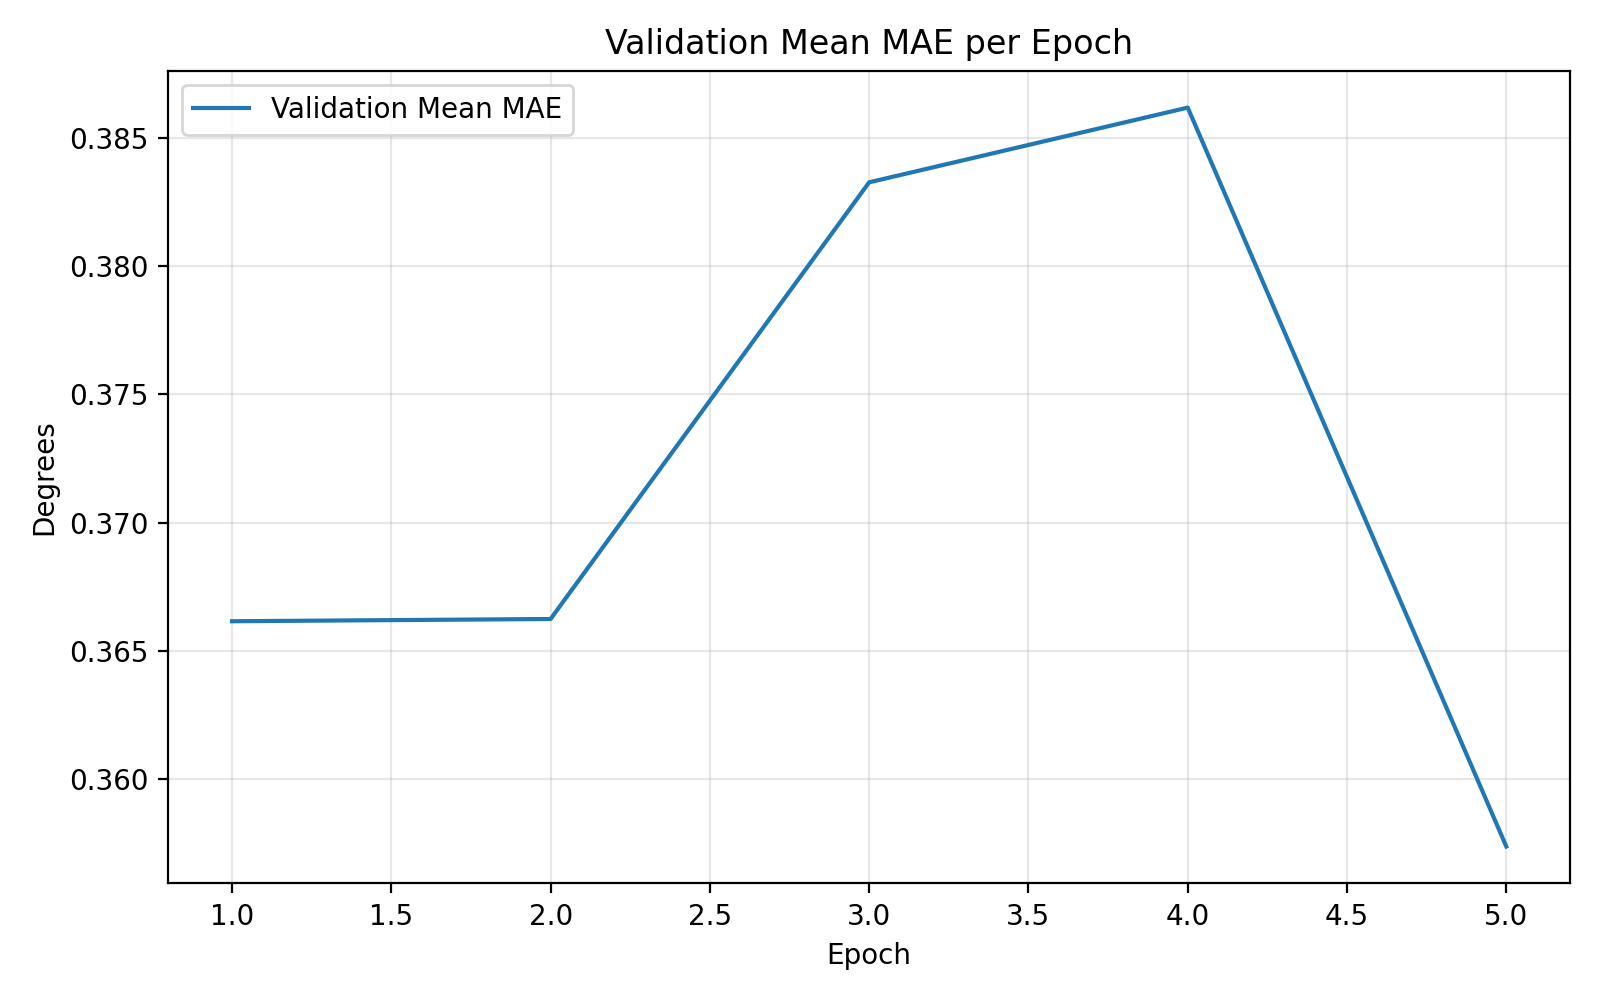 Validation Mean MAE per Epoch
Validation Mean MAE
0.385
0.380
0.375
0.370
0.365
0.360
Degrees
1.0 1.5 2.0 2.5 3.0 3.5 4.0 4.5 5.0
Epoch